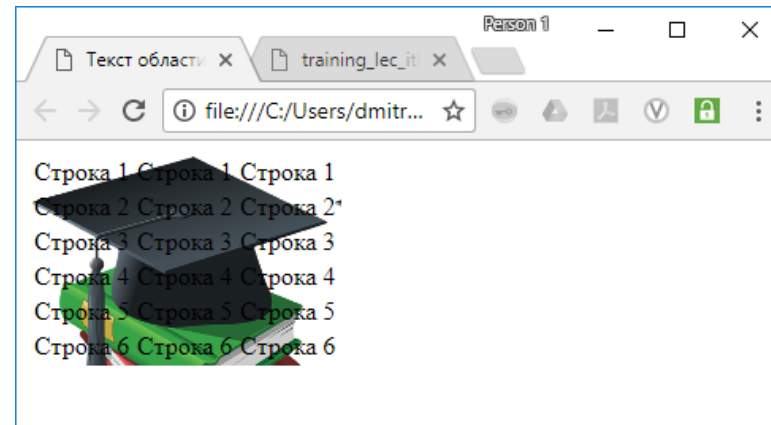 Person 1
Текст области
training_lec_it
file:///C:/Users/dmitr...
Строка 1 Строка 1 Строка 1
Строка 2 Строка 2 Строка 2
Строка 3 Строка 3 Строка 3
Строка 4 Строка 4 Строка 4
Строка 5 Строка 5 Строка 5
Строка 6 Строка 6 Строка 6